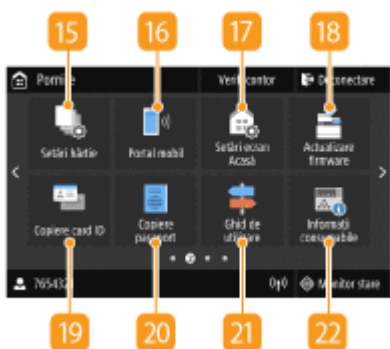 15 16 17 18
Pornire Verif. contor Deconectare
Setări hârtie Portal mobil Setări ecran Actualizare
Acasă firmware
Copiere card ID Copiere Ghid de Informații
pașaport utilizare consumabile
765432 Monitor stare
19 20 21 22